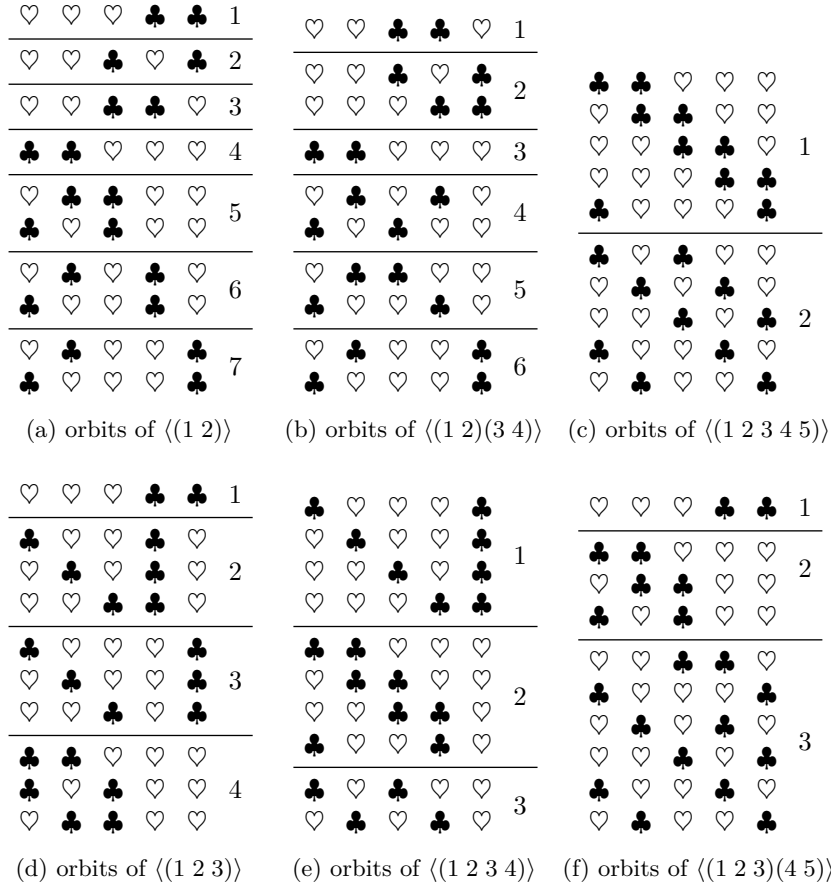 ♡ ♡ ♡ ♣ ♣ 1
♡ ♡ ♣ ♡ ♣ 2
♡ ♡ ♣ ♣ ♡ 3
♣ ♣ ♡ ♡ ♡ 4
♡ ♣ ♣ ♡ ♡
♣ ♡ ♣ ♡ ♡
5
♡ ♣ ♡ ♣ ♡
♣ ♡ ♡ ♣ ♡
6
♡ ♣ ♡ ♡ ♣
♣ ♡ ♡ ♡ ♣
7
(a) orbits of ⟨(1 2)⟩
♡ ♡ ♣ ♣ ♡ 1
♡ ♡ ♣ ♡ ♣
♡ ♡ ♡ ♣ ♣
2
♣ ♣ ♡ ♡ ♡ 3
♡ ♣ ♡ ♣ ♡
♣ ♡ ♣ ♡ ♡
4
♡ ♣ ♣ ♡ ♡
♣ ♡ ♡ ♣ ♡
5
♡ ♣ ♡ ♡ ♣
♣ ♡ ♡ ♡ ♣
6
(b) orbits of ⟨(1 2)(3 4)⟩
♣ ♣ ♡ ♡ ♡
♡ ♣ ♣ ♡ ♡
♡ ♡ ♣ ♣ ♡ 1
♡ ♡ ♡ ♣ ♣
♣ ♡ ♡ ♡ ♣
♣ ♡ ♣ ♡ ♡
♡ ♣ ♡ ♣ ♡
♡ ♡ ♣ ♡ ♣ 2
♣ ♡ ♡ ♣ ♡
♡ ♣ ♡ ♡ ♣
(c) orbits of ⟨(1 2 3 4 5)⟩
♡ ♡ ♡ ♣ ♣ 1
♣ ♡ ♡ ♣ ♡
♡ ♣ ♡ ♣ ♡ 2
♡ ♡ ♣ ♣ ♡
♣ ♡ ♡ ♡ ♣
♡ ♣ ♡ ♡ ♣ 3
♡ ♡ ♣ ♡ ♣
♣ ♣ ♡ ♡ ♡
♣ ♡ ♣ ♡ ♡ 4
♡ ♣ ♣ ♡ ♡
(d) orbits of ⟨(1 2 3)⟩
♣ ♡ ♡ ♡ ♣
♡ ♣ ♡ ♡ ♣
♡ ♡ ♣ ♡ ♣
♡ ♡ ♡ ♣ ♣
1
♣ ♣ ♡ ♡ ♡
♡ ♣ ♣ ♡ ♡
♡ ♡ ♣ ♣ ♡
♣ ♡ ♡ ♣ ♡
2
♣ ♡ ♣ ♡ ♡
♡ ♣ ♡ ♣ ♡
3
(e) orbits of ⟨(1 2 3 4)⟩
♡ ♡ ♡ ♣ ♣ 1
♣ ♣ ♡ ♡ ♡
♡ ♣ ♣ ♡ ♡
♣ ♡ ♣ ♡ ♡
2
♡ ♡ ♣ ♣ ♡
♣ ♡ ♡ ♡ ♣
♡ ♣ ♡ ♣ ♡
♡ ♡ ♣ ♡ ♣
♣ ♡ ♡ ♣ ♡
♡ ♣ ♡ ♡ ♣
3
(f) orbits of ⟨(1 2 3)(4 5)⟩